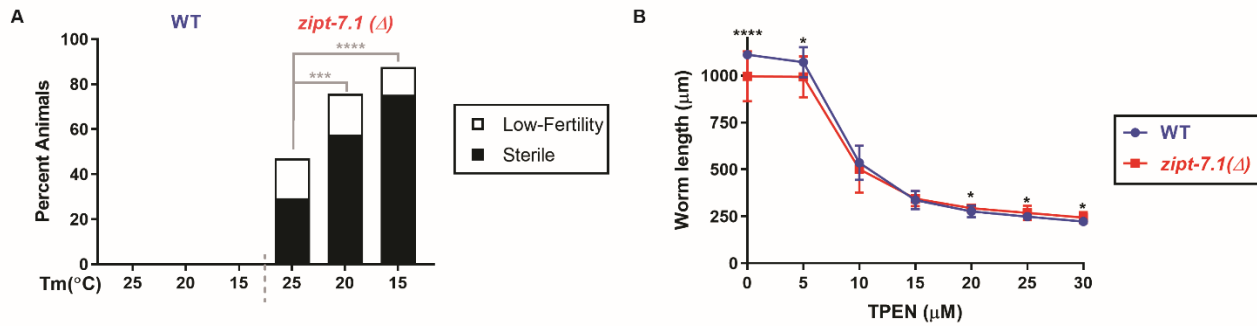 A
WT
zipt-7.1 (Δ)
Percent Animals
100
80
60
40
20
0
****
***
Tm(°C)
25
20
15
25
20
15
Low-Fertility
Sterile
B
Worm length (μm)
1000
750
500
250
0
****
*
*
*
*
0
5
10
15
20
25
30
TPEN (μM)
WT
zipt-7.1(Δ)